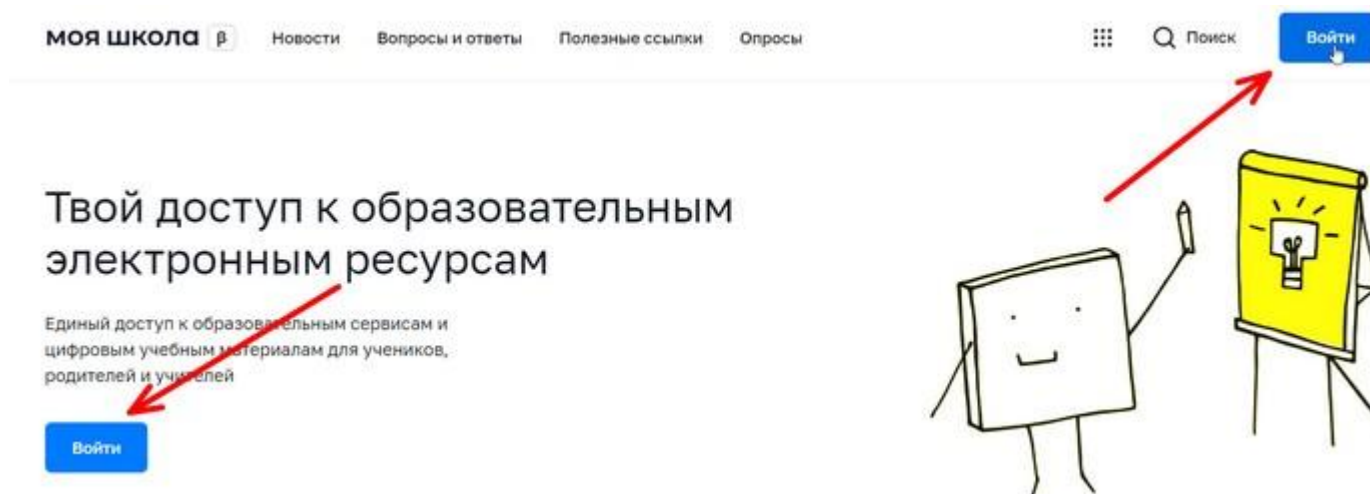 моя школа β Новости Вопросы и ответы Полезные ссылки Опросы Поиск Войти
Твой доступ к образовательным
электронным ресурсам
Единый доступ к образовательным сервисам и
цифровым учебным материалам для учеников,
родителей и учителей
Войти